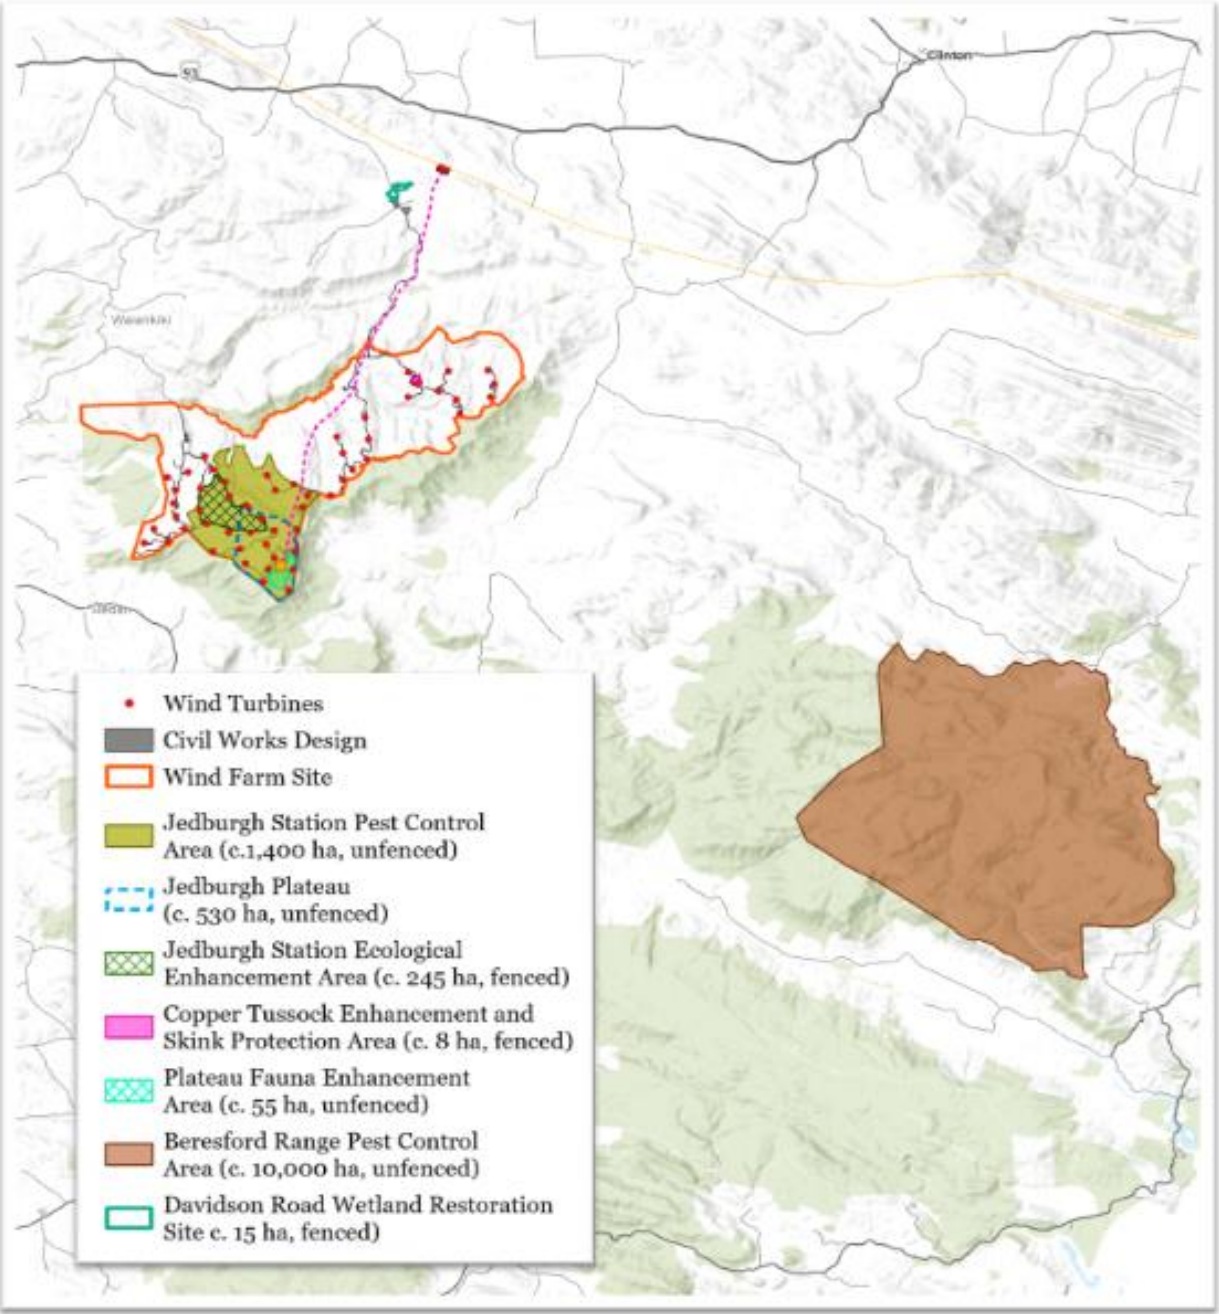 Clinton
93
Waiarikiki
Wind Turbines
Civil Works Design
Wind Farm Site
Jedburgh Station Pest Control
Area (c.1,400 ha, unfenced)
Jedburgh Plateau
(c. 530 ha, unfenced)
Jedburgh Station Ecological
Enhancement Area (c. 245 ha, fenced)
Copper Tussock Enhancement and
Skink Protection Area (c. 8 ha, fenced)
Plateau Fauna Enhancement
Area (c. 55 ha, unfenced)
Beresford Range Pest Control
Area (c. 10,000 ha, unfenced)
Davidson Road Wetland Restoration
Site c. 15 ha, fenced)